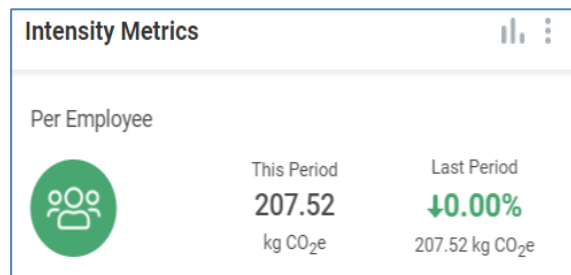 Intensity Metrics
Per Employee
This Period
207.52
kg CO₂e
Last Period
↓0.00%
207.52 kg CO₂e